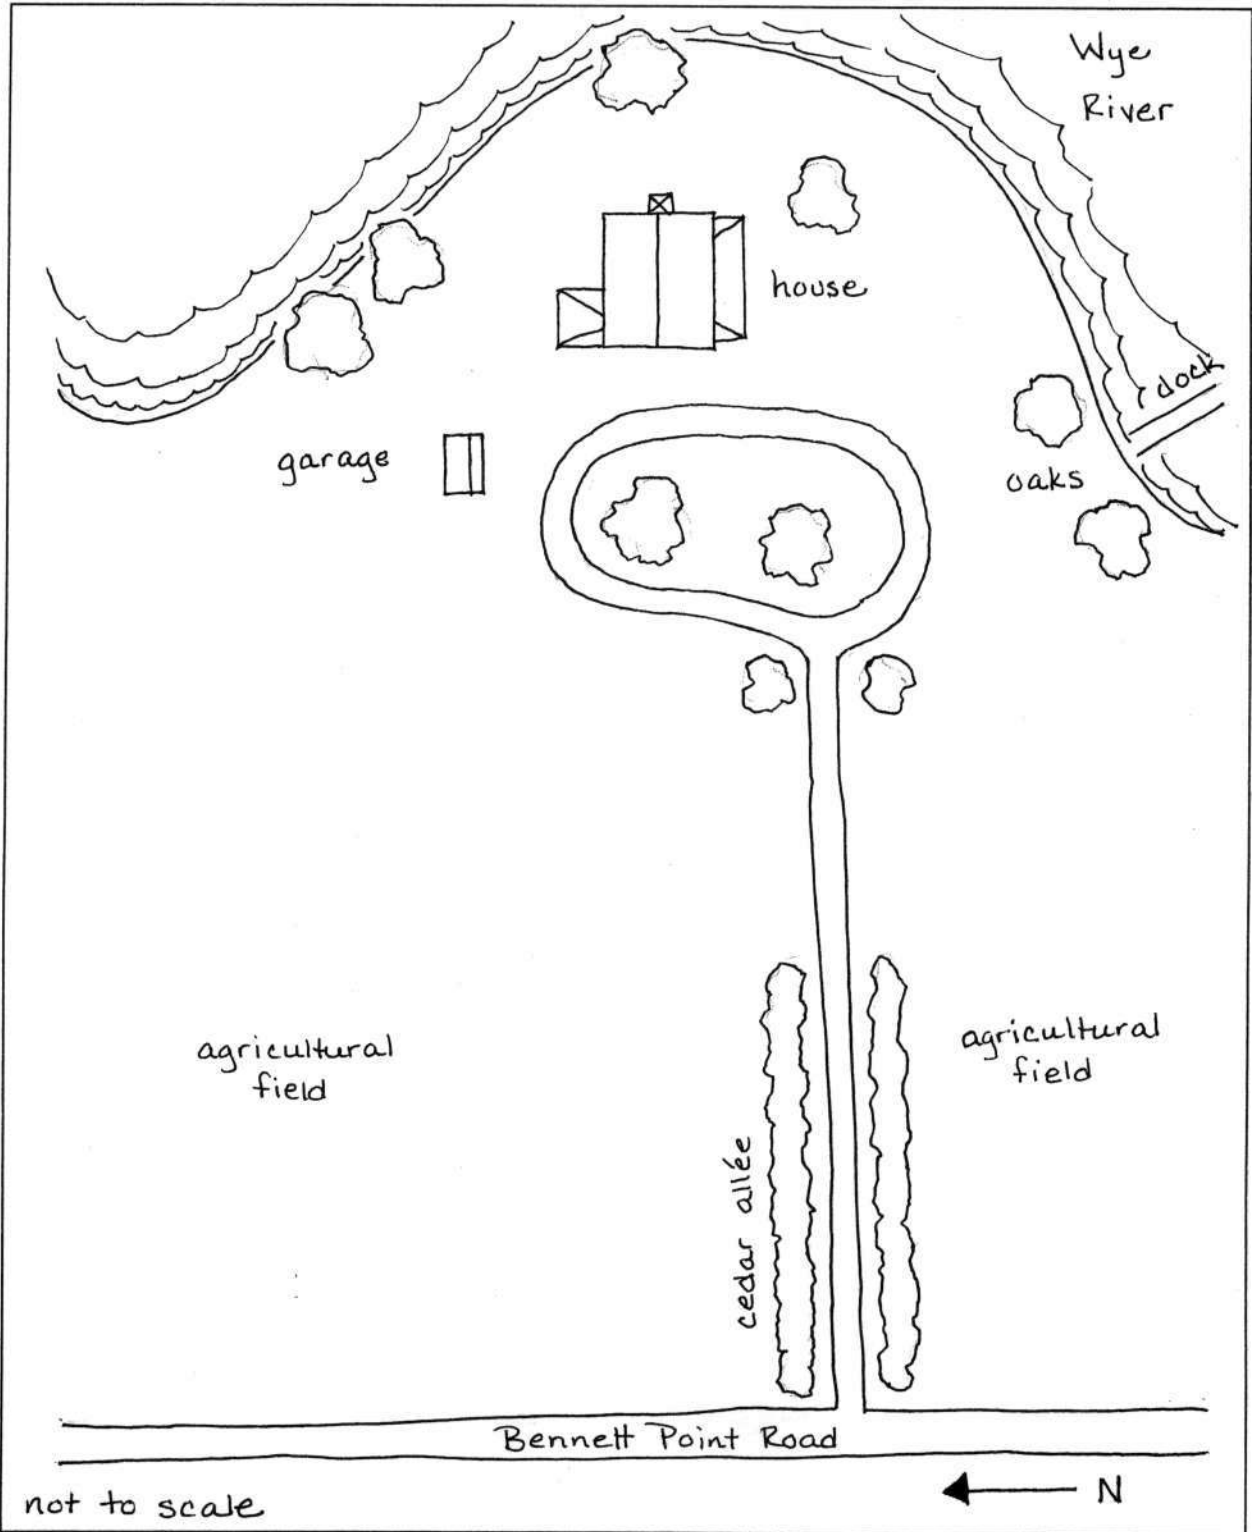 Wye
River
house
dock
garage
oaks
agricultural
field
agricultural
field
cedar allée
Bennett Point Road
N
not to scale